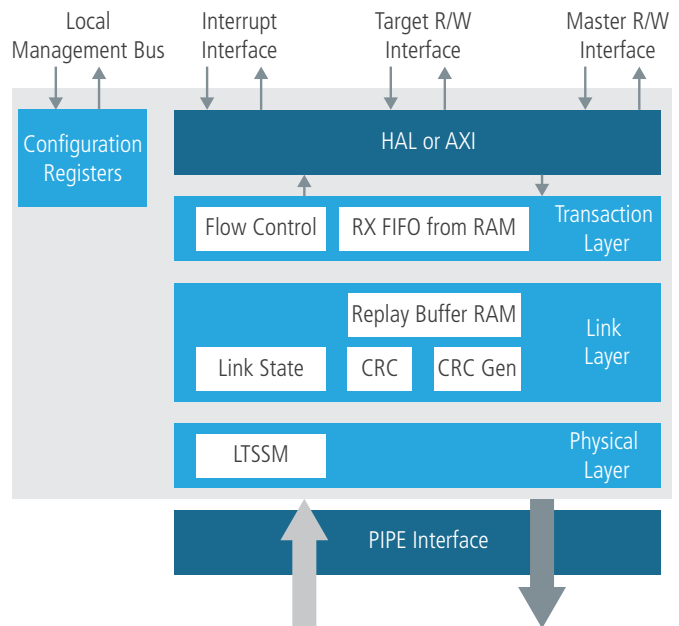 Local
Management Bus
Interrupt
Interface
Target R/W
Interface
Master R/W
Interface
Configuration
Registers
HAL or AXI
Flow Control
RX FIFO from RAM
Transaction
Layer
Replay Buffer RAM
Link State
CRC
CRC Gen
Link
Layer
LTSSM
Physical
Layer
PIPE Interface